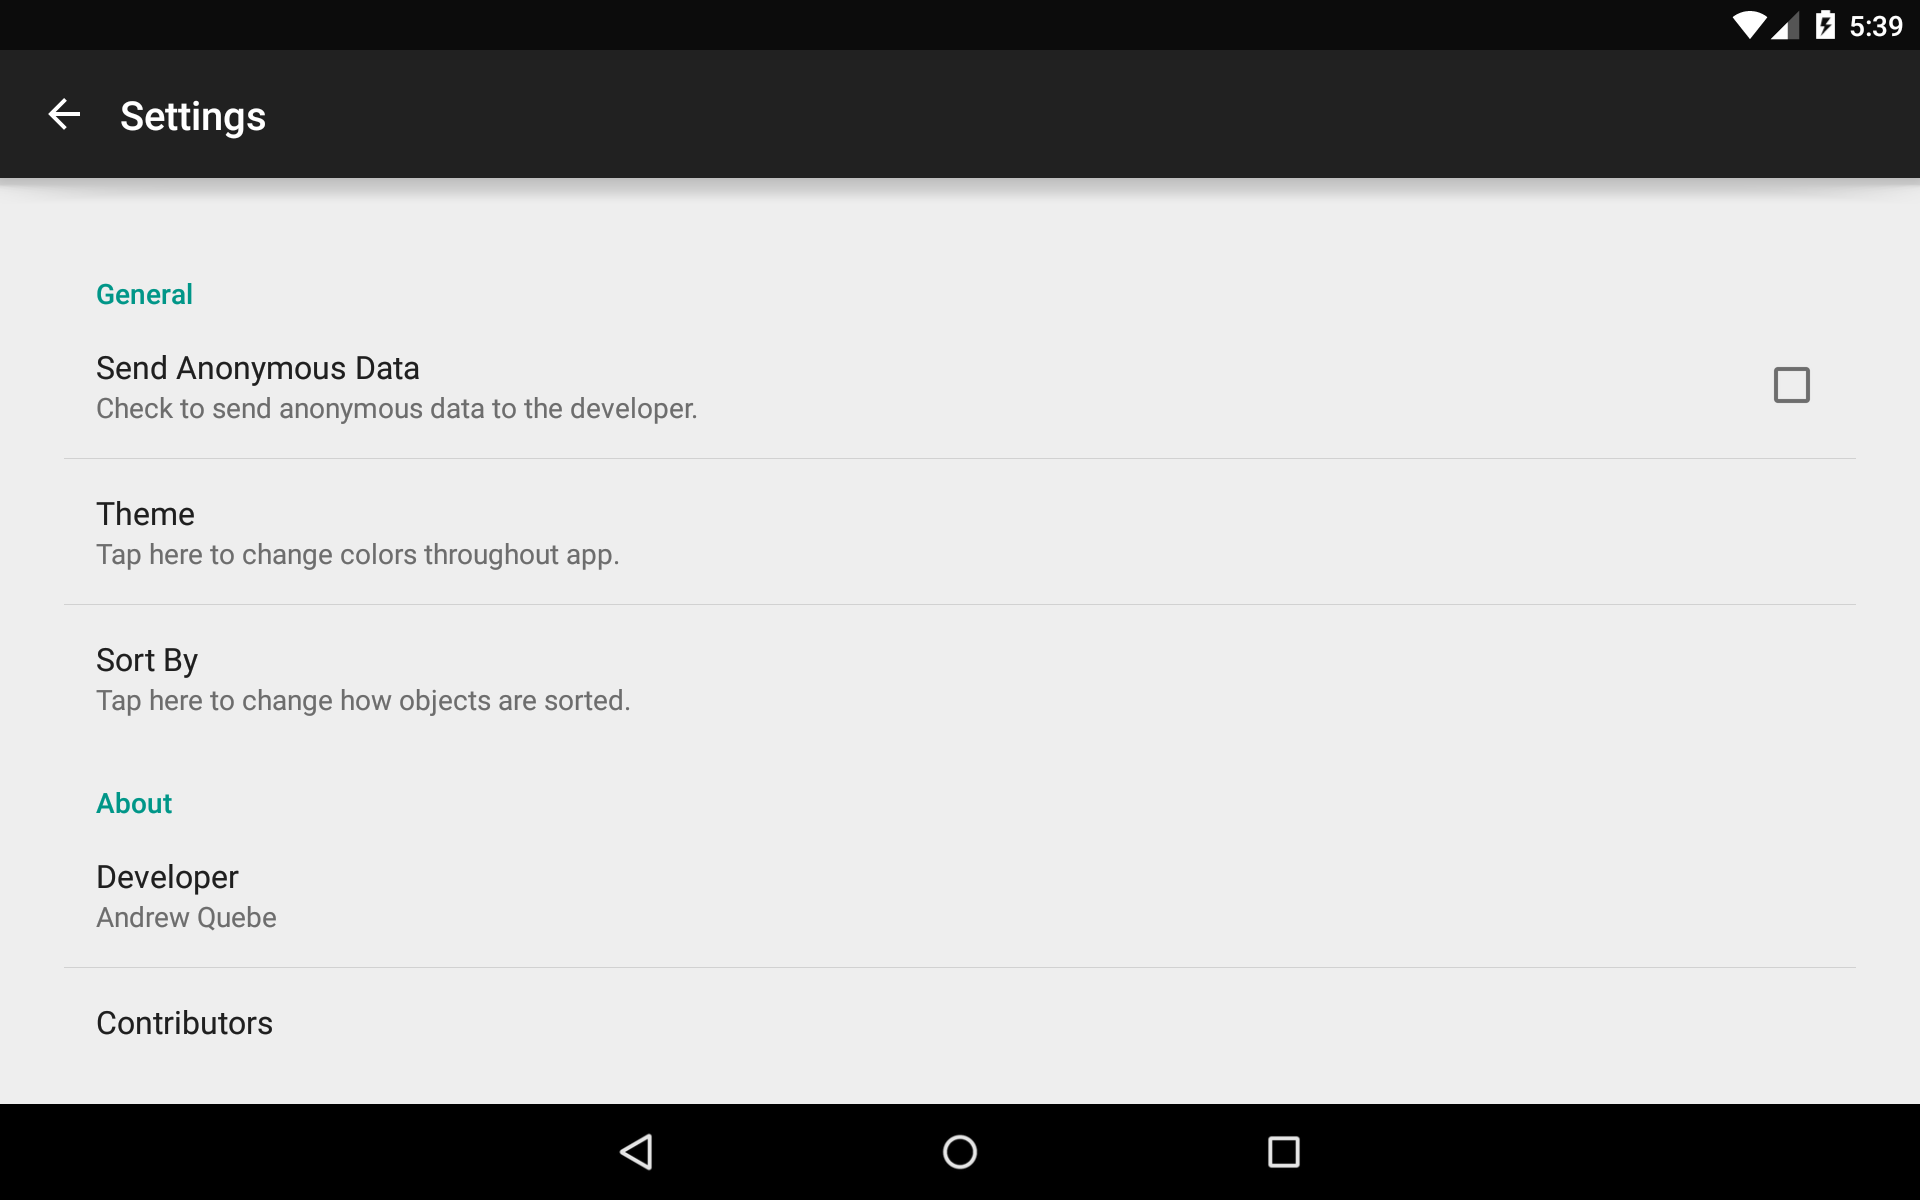 5:39
Settings
General
Send Anonymous Data
Check to send anonymous data to the developer.
Theme
Tap here to change colors throughout app.
Sort By
Tap here to change how objects are sorted.
About
Developer
Andrew Quebe
Contributors